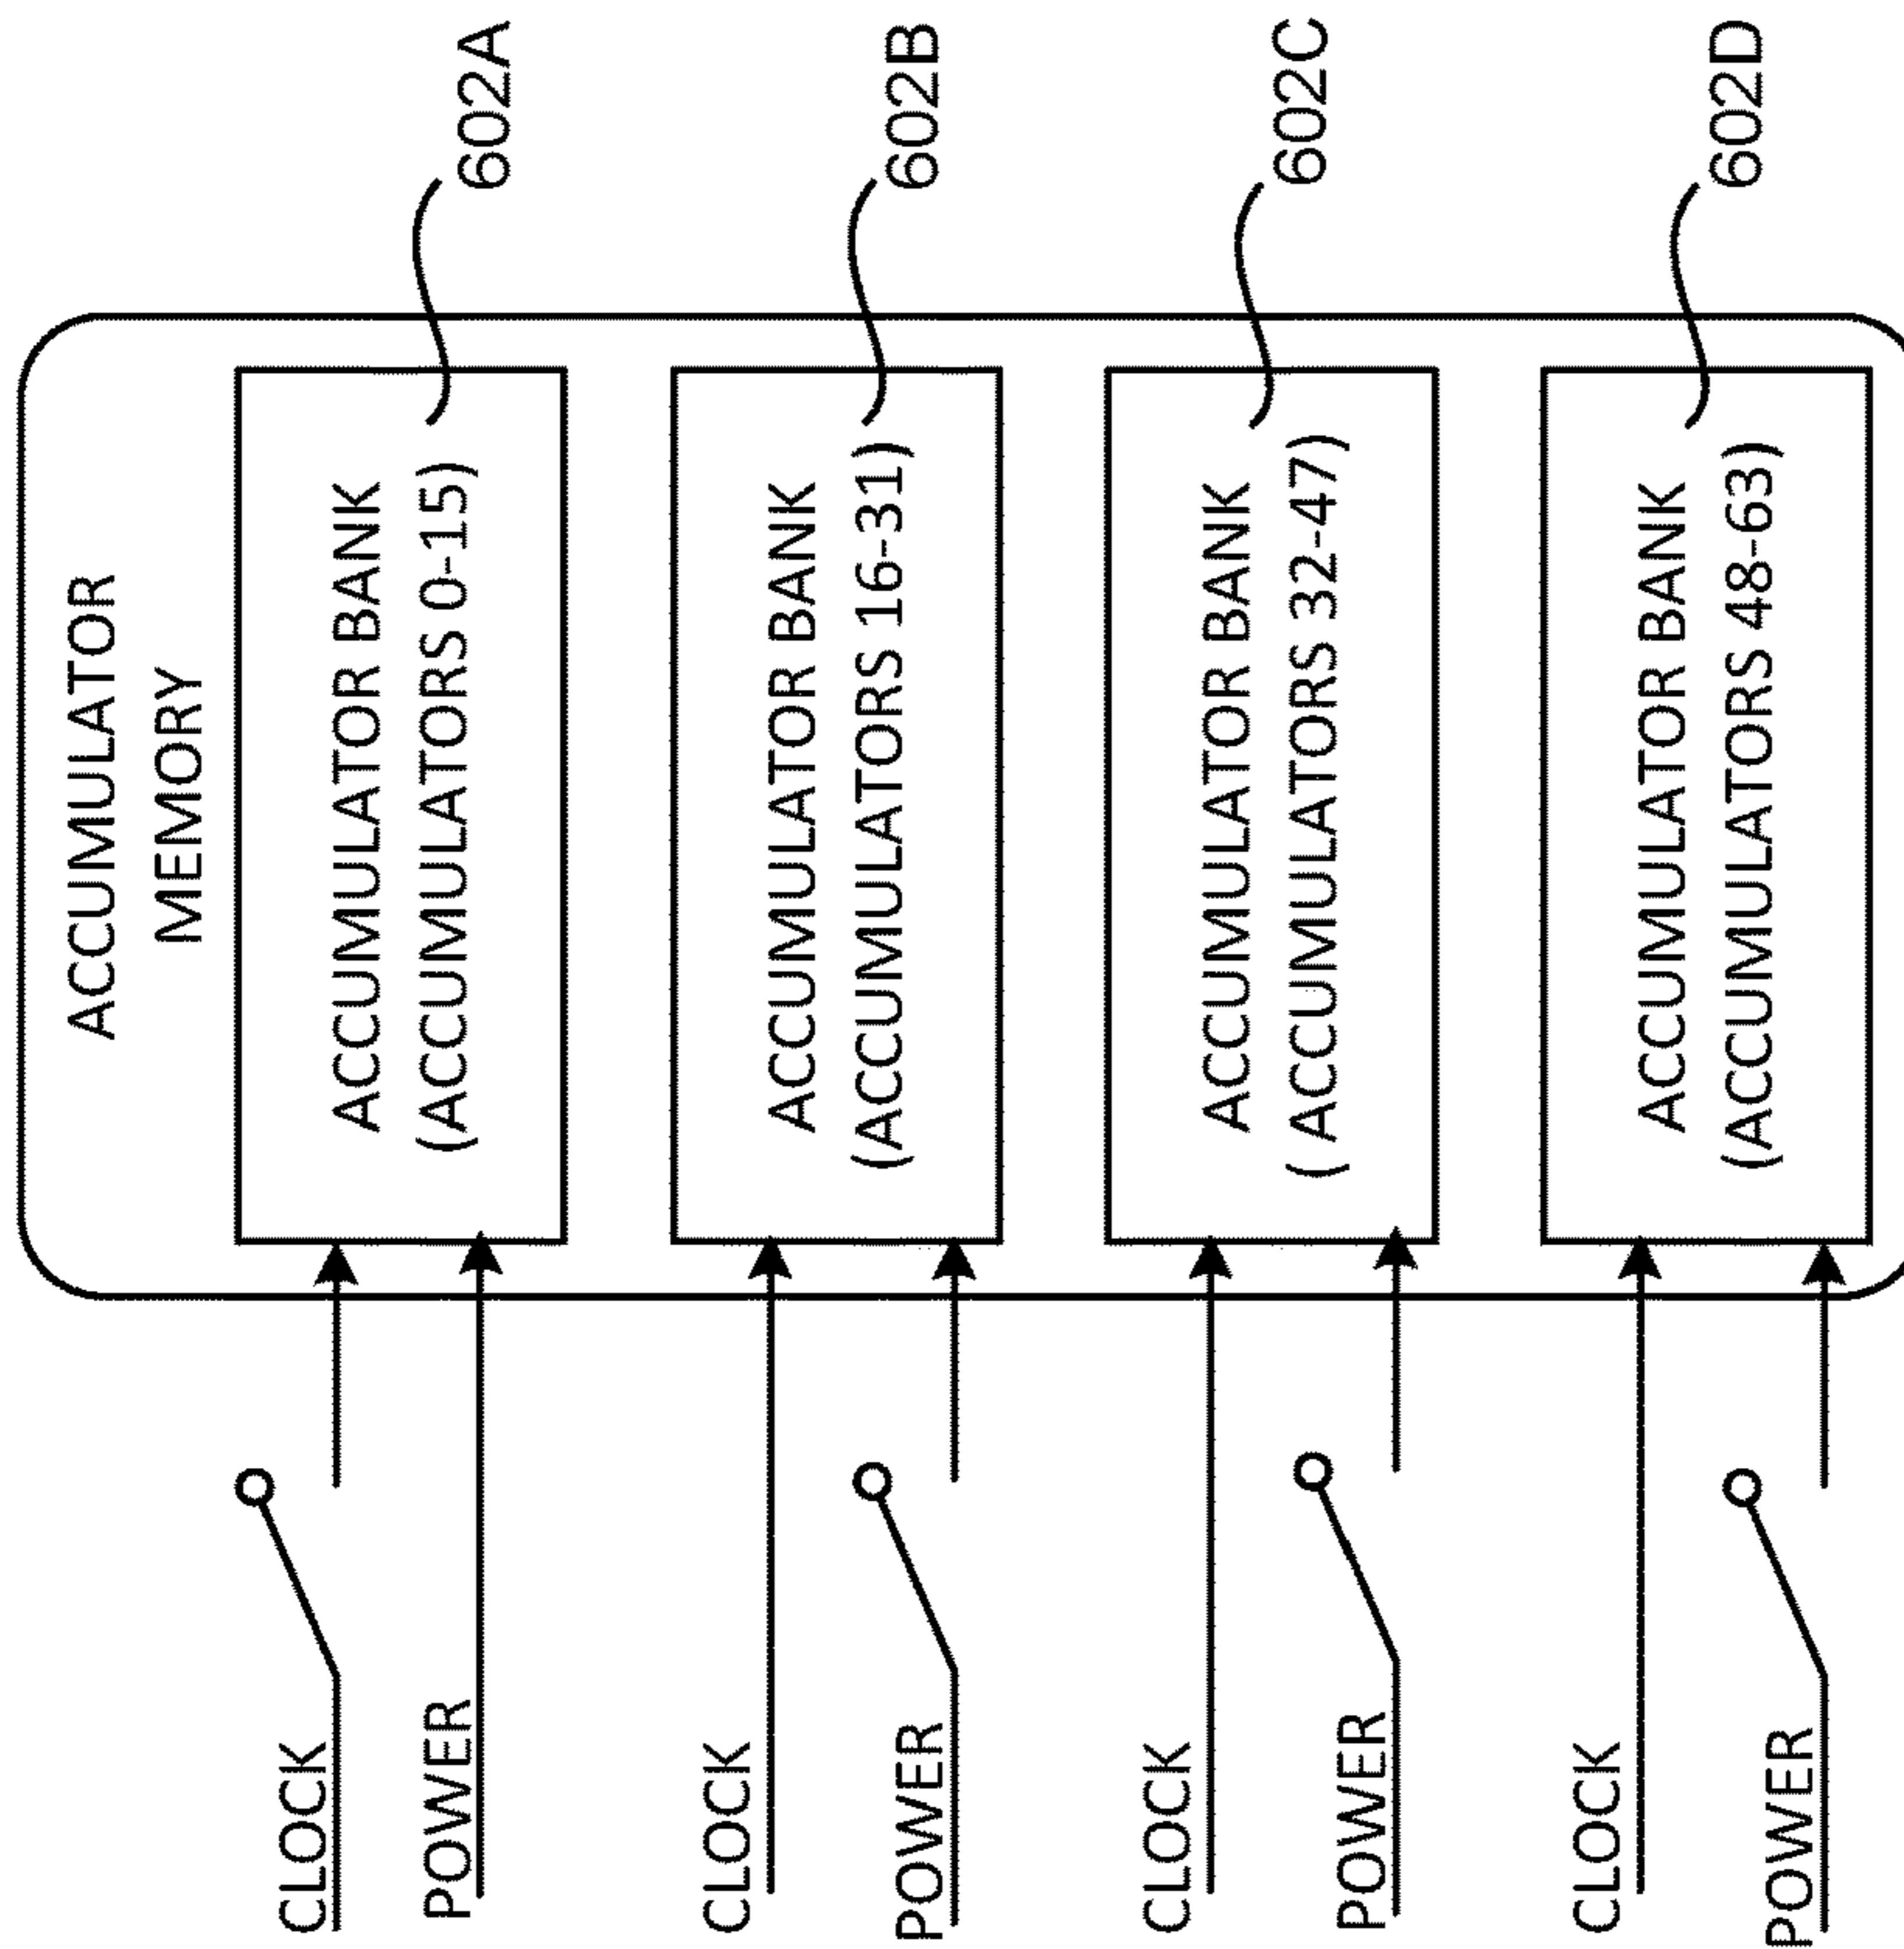 ACCUMULATOR
MEMORY
CLOCK
POWER
ACCUMULATOR BANK
(ACCUMULATORS 0-15)
602A
CLOCK
POWER
ACCUMULATOR BANK
(ACCUMULATORS 16-31)
602B
CLOCK
POWER
ACCUMULATOR BANK
( ACCUMULATORS 32-47)
602C
CLOCK
POWER
ACCUMULATOR BANK
(ACCUMULATORS 48-63)
602D